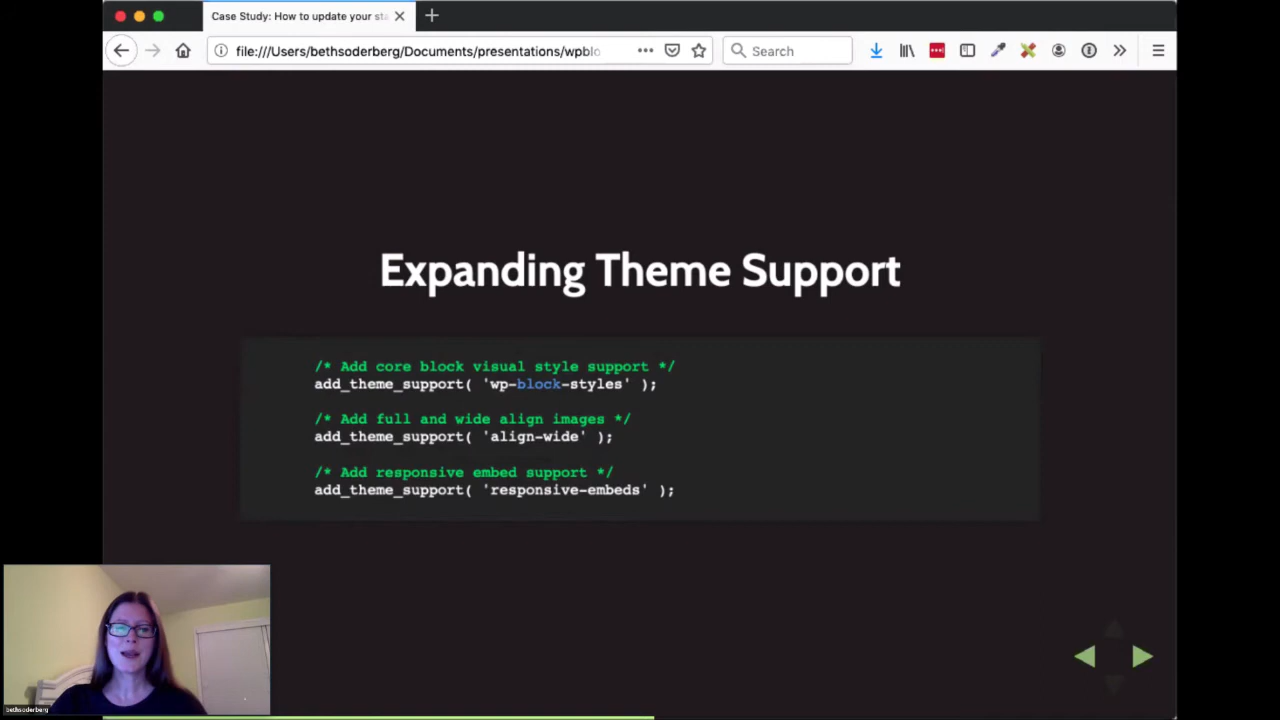 Case Study: How to update your sta
file:///Users/bethsoderberg/Documents/presentations/wpblo
Search
Expanding Theme Support
/* Add core block visual style support */
add_theme_support( 'wp-block-styles' );
/* Add full and wide align images */
add_theme_support( 'align-wide' );
/* Add responsive embed support */
add_theme_support( 'responsive-embeds' );
bethsoderberg